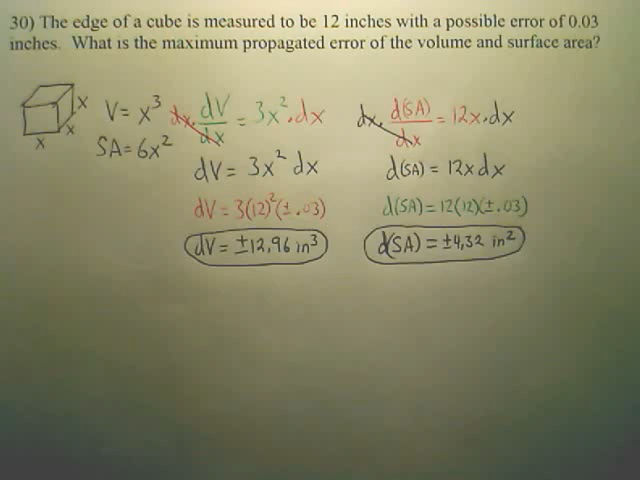 30) The edge of a cube is measured to be 12 inches with a possible error of 0.03
inches. What is the maximum propagated error of the volume and surface area?
x
x
x
V = x³
SA = 6x²
dx · dV/dx = 3x² · dx
dV = 3x² dx
dV = 3(12)²(±.03)
dV = ±12,96 in³
dx · d(SA)/dx = 12x · dx
d(SA) = 12x dx
d(SA) = 12(12)(±.03)
d(SA) = ±4,32 in²